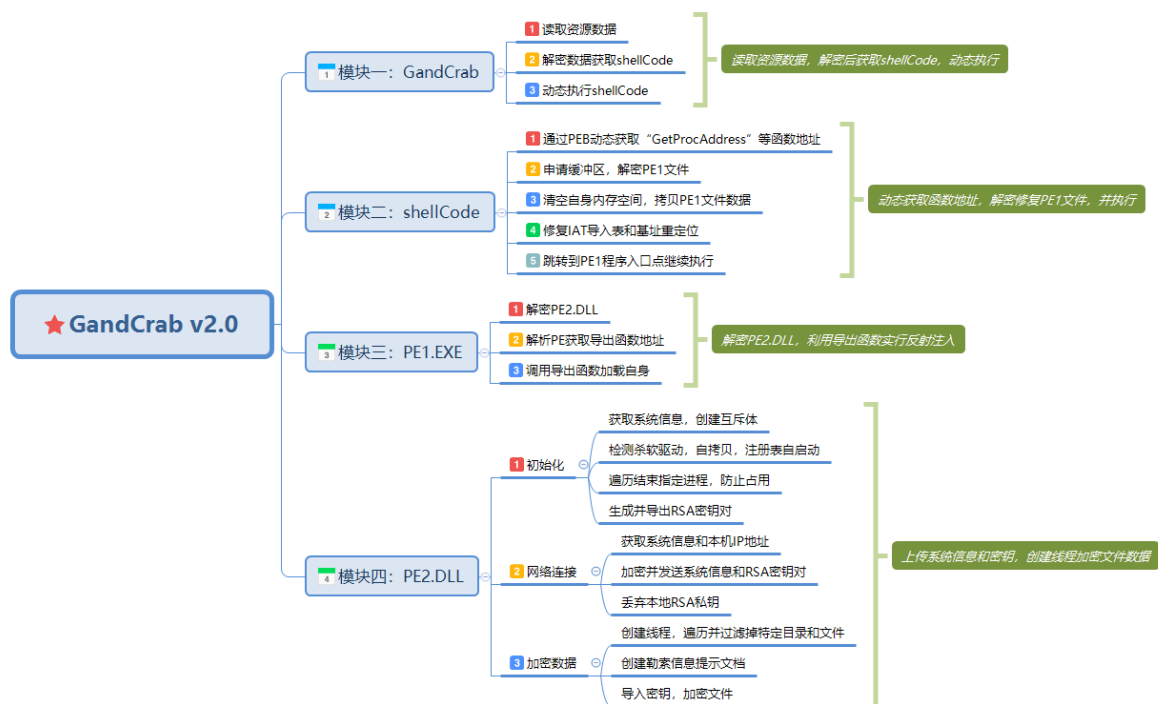 GandCrab v2.0
1 模块一：GandCrab
1 读取资源数据
2 解密数据获取shellCode
3 动态执行shellCode
读取资源数据，解密后获取shellCode，动态执行
2 模块二：shellCode
1 通过PEB动态获取“GetProcAddress”等函数地址
2 申请缓冲区，解密PE1文件
3 清空自身内存空间，拷贝PE1文件数据
4 修复IAT导入表和基址重定位
5 跳转到PE1程序入口点继续执行
动态获取函数地址，解密修复PE1文件，并执行
3 模块三：PE1.EXE
1 解密PE2.DLL
2 解析PE获取导出函数地址
3 调用导出函数加载自身
解密PE2.DLL，利用导出函数实行反射注入
4 模块四：PE2.DLL
1 初始化
获取系统信息，创建互斥体
检测杀软驱动，自拷贝，注册表自启动
遍历结束指定进程，防止占用
生成并导出RSA密钥对
2 网络连接
获取系统信息和本机IP地址
加密并发送系统信息和RSA密钥对
丢弃本地RSA私钥
3 加密数据
创建线程，遍历并过滤掉特定目录和文件
创建勒索信息提示文档
导入密钥，加密文件
上传系统信息和密钥，创建线程加密文件数据